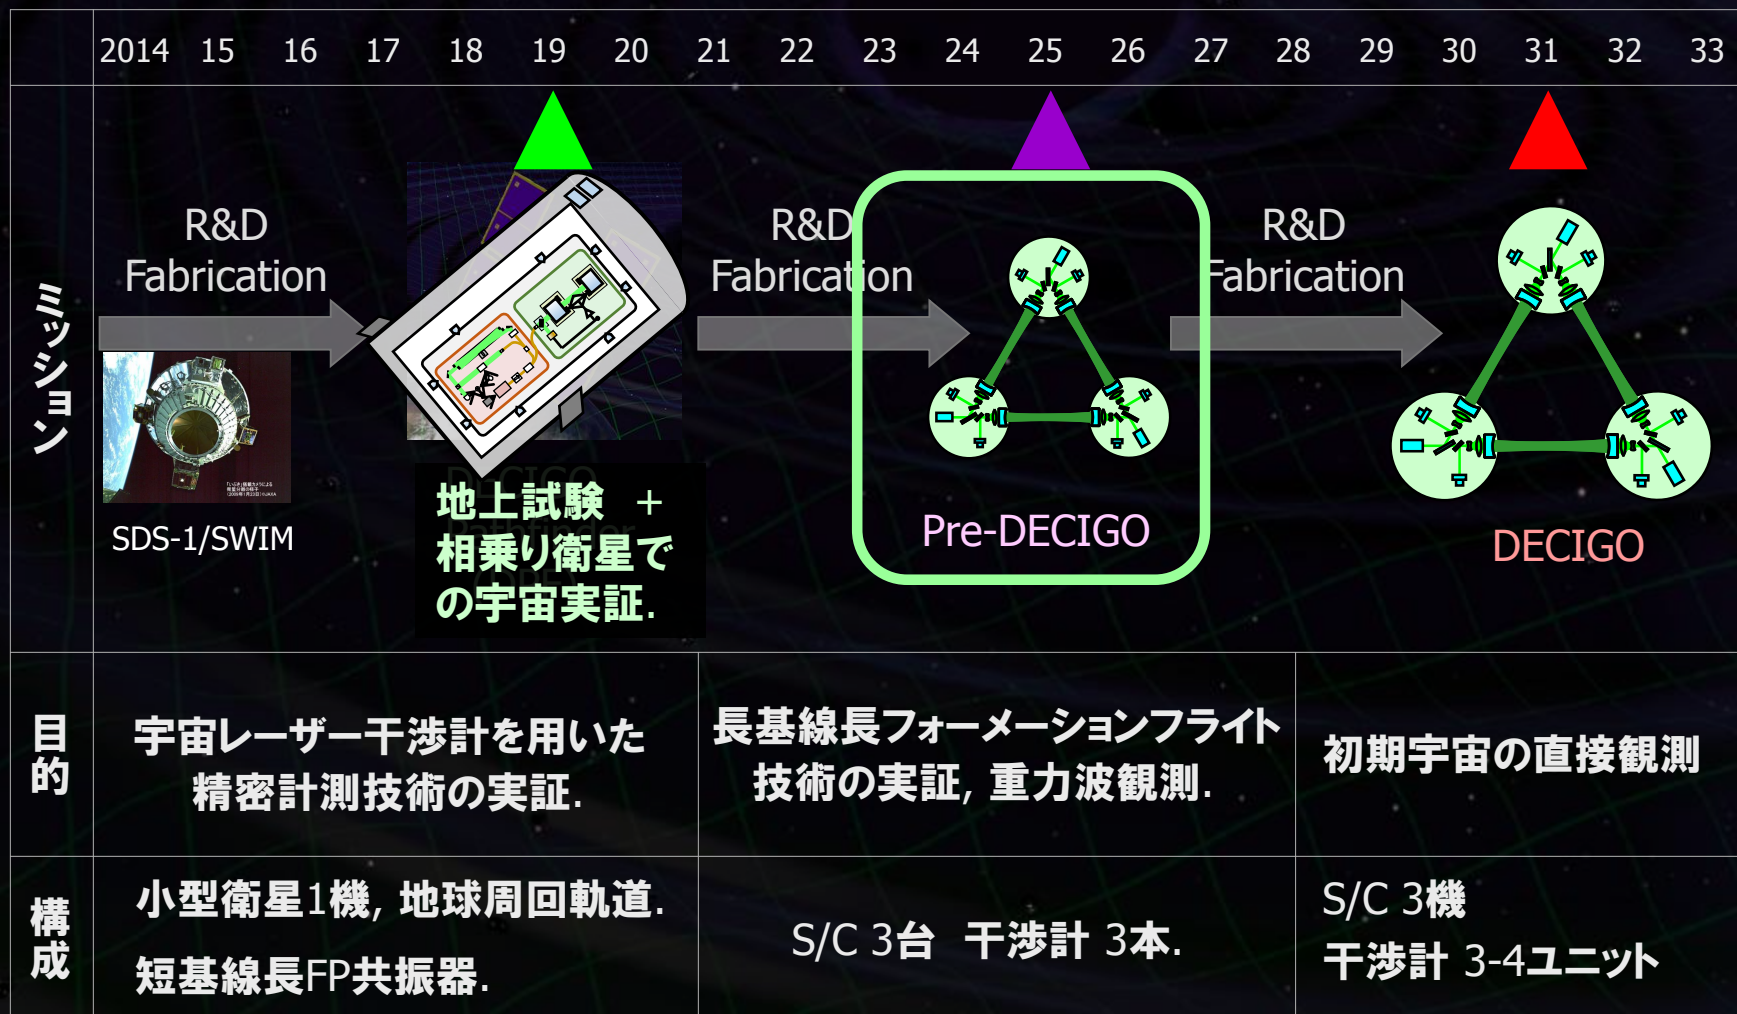 2014 15 16 17 18 19 20 21 22 23 24 25 26 27 28 29 30 31 32 33
ミッション
R&D
Fabrication
SDS-1/SWIM
DECIGO
Pathfinder
地上試験 +
相乗り衛星で
の宇宙実証.
R&D
Fabrication
Pre-DECIGO
R&D
Fabrication
DECIGO
目的
宇宙レーザー干渉計を用いた
精密計測技術の実証.
長基線長フォーメーションフライト
技術の実証, 重力波観測.
初期宇宙の直接観測
構成
小型衛星1機, 地球周回軌道.
短基線長FP共振器.
S/C 3台 干渉計 3本.
S/C 3機
干渉計 3-4ユニット